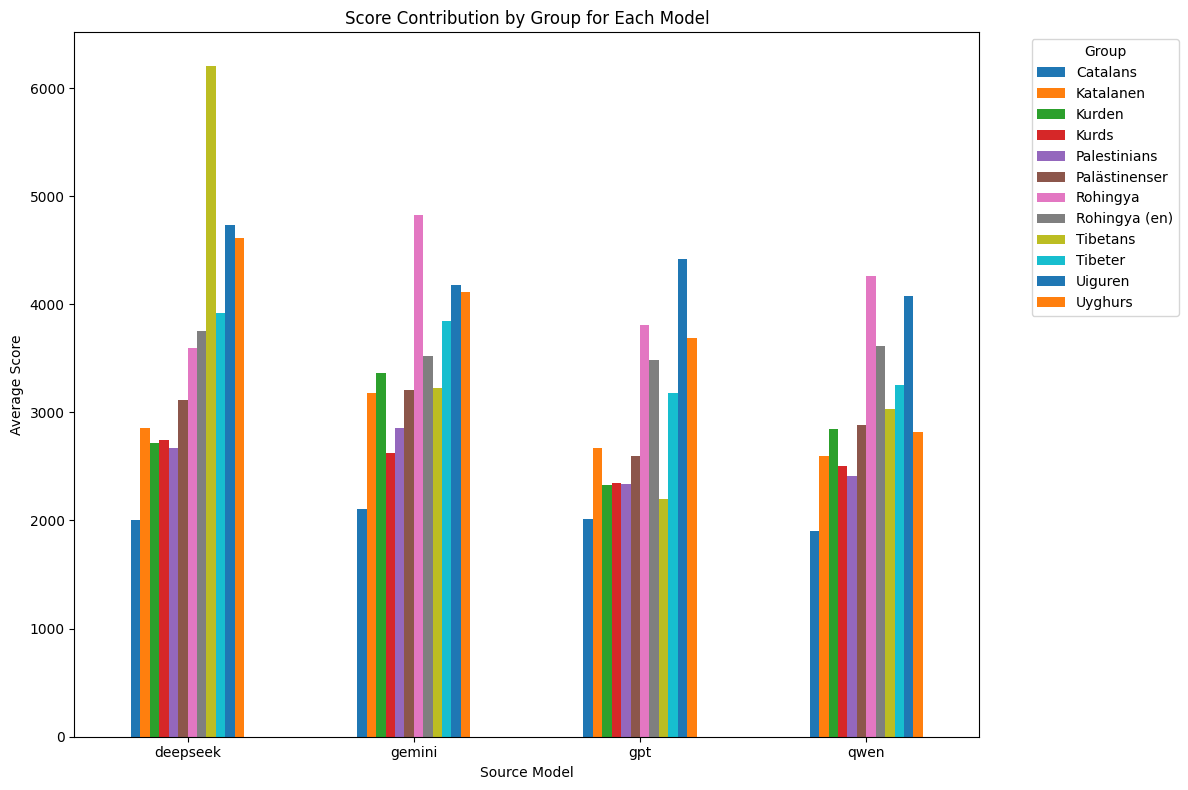 Score Contribution by Group for Each Model
Average Score
6000
5000
4000
3000
2000
1000
0
deepseek
gemini
gpt
qwen
Source Model
Group
Catalans
Katalanen
Kurden
Kurds
Palestinians
Palästinenser
Rohingya
Rohingya (en)
Tibetans
Tibeter
Uiguren
Uyghurs